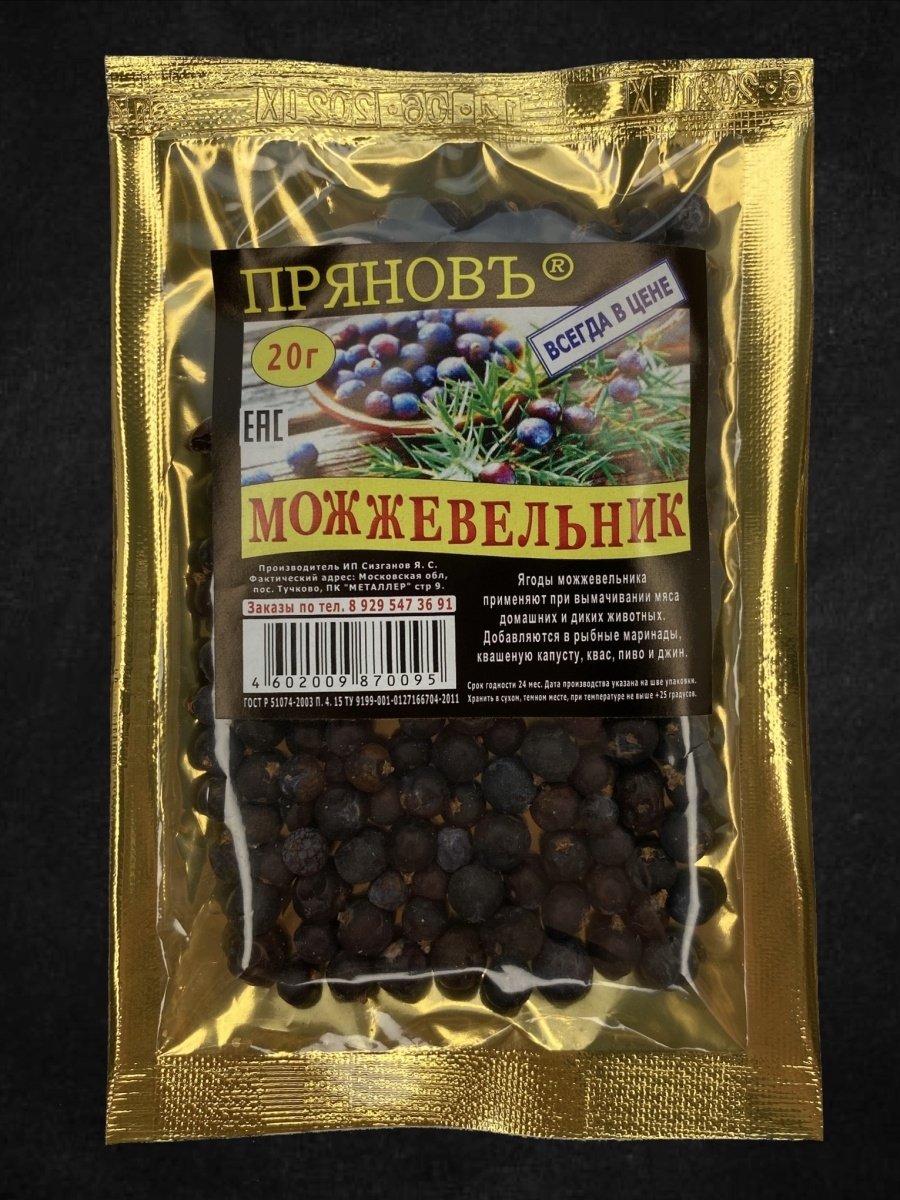 ПРЯНОВЪ®
ВСЕГДА В ЦЕНЕ
20г
EAC
МОЖЖЕВЕЛЬНИК
Производитель ИП Сизганов Я. С.
Фактический адрес: Московская обл,
пос. Тучково, ПК "МЕТАЛЛЕР" стр 9.
Заказы по тел. 8 929 547 36 91
4 602009 870095
ГОСТ Р 51074-2003 П. 4. 15 ТУ 9199-001-0127166704-2011
Ягоды можжевельника
применяют при вымачивании мяса
домашних и диких животных.
Добавляются в рыбные маринады,
квашеную капусту, квас, пиво и джин.
Срок годности 24 мес. Дата производства указана на шве упаковки.
Хранить в сухом, темном месте, при температуре не выше +25 градусов.